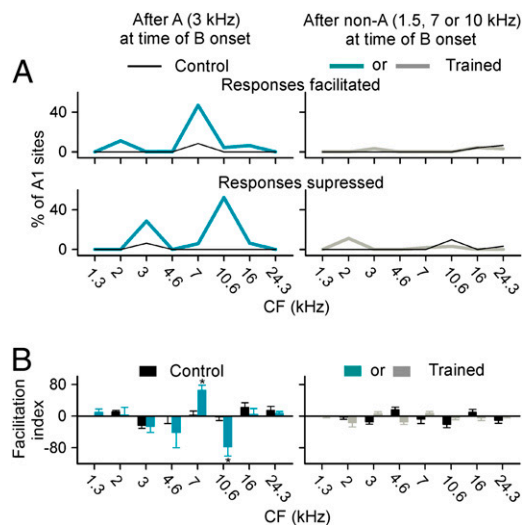 After A (3 kHz)
at time of B onset
After non-A (1.5, 7 or 10 kHz)
at time of B onset
Control
or Trained
A
Responses facilitated
40
0
Responses supressed
40
0
% of A1 sites
1.3 2 3 4.6 7 10.6 16 24.3
1.3 2 3 4.6 7 10.6 16 24.3
CF (kHz)
CF (kHz)
B
Control
or Trained
Facilitation
index
80
0
-80
* *
1.3 2 3 4.6 7 10.6 16 24.3
1.3 2 3 4.6 7 10.6 16 24.3
CF (kHz)
CF (kHz)